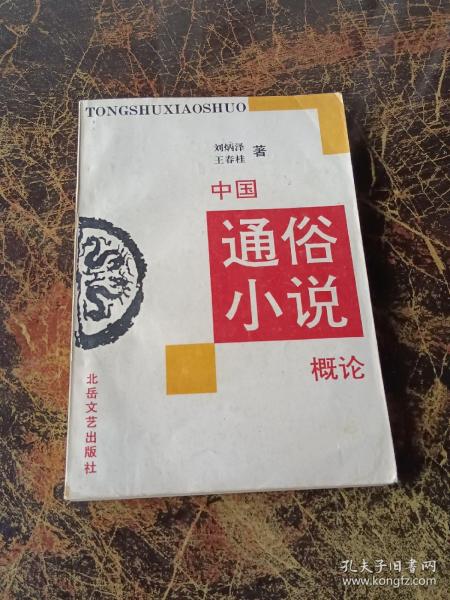 TONGSHUXIAOSHUO
刘炳泽
王春桂
著
中国
通俗
小说
概论
北岳文艺出版社
孔夫子旧书网
www.kongfz.com